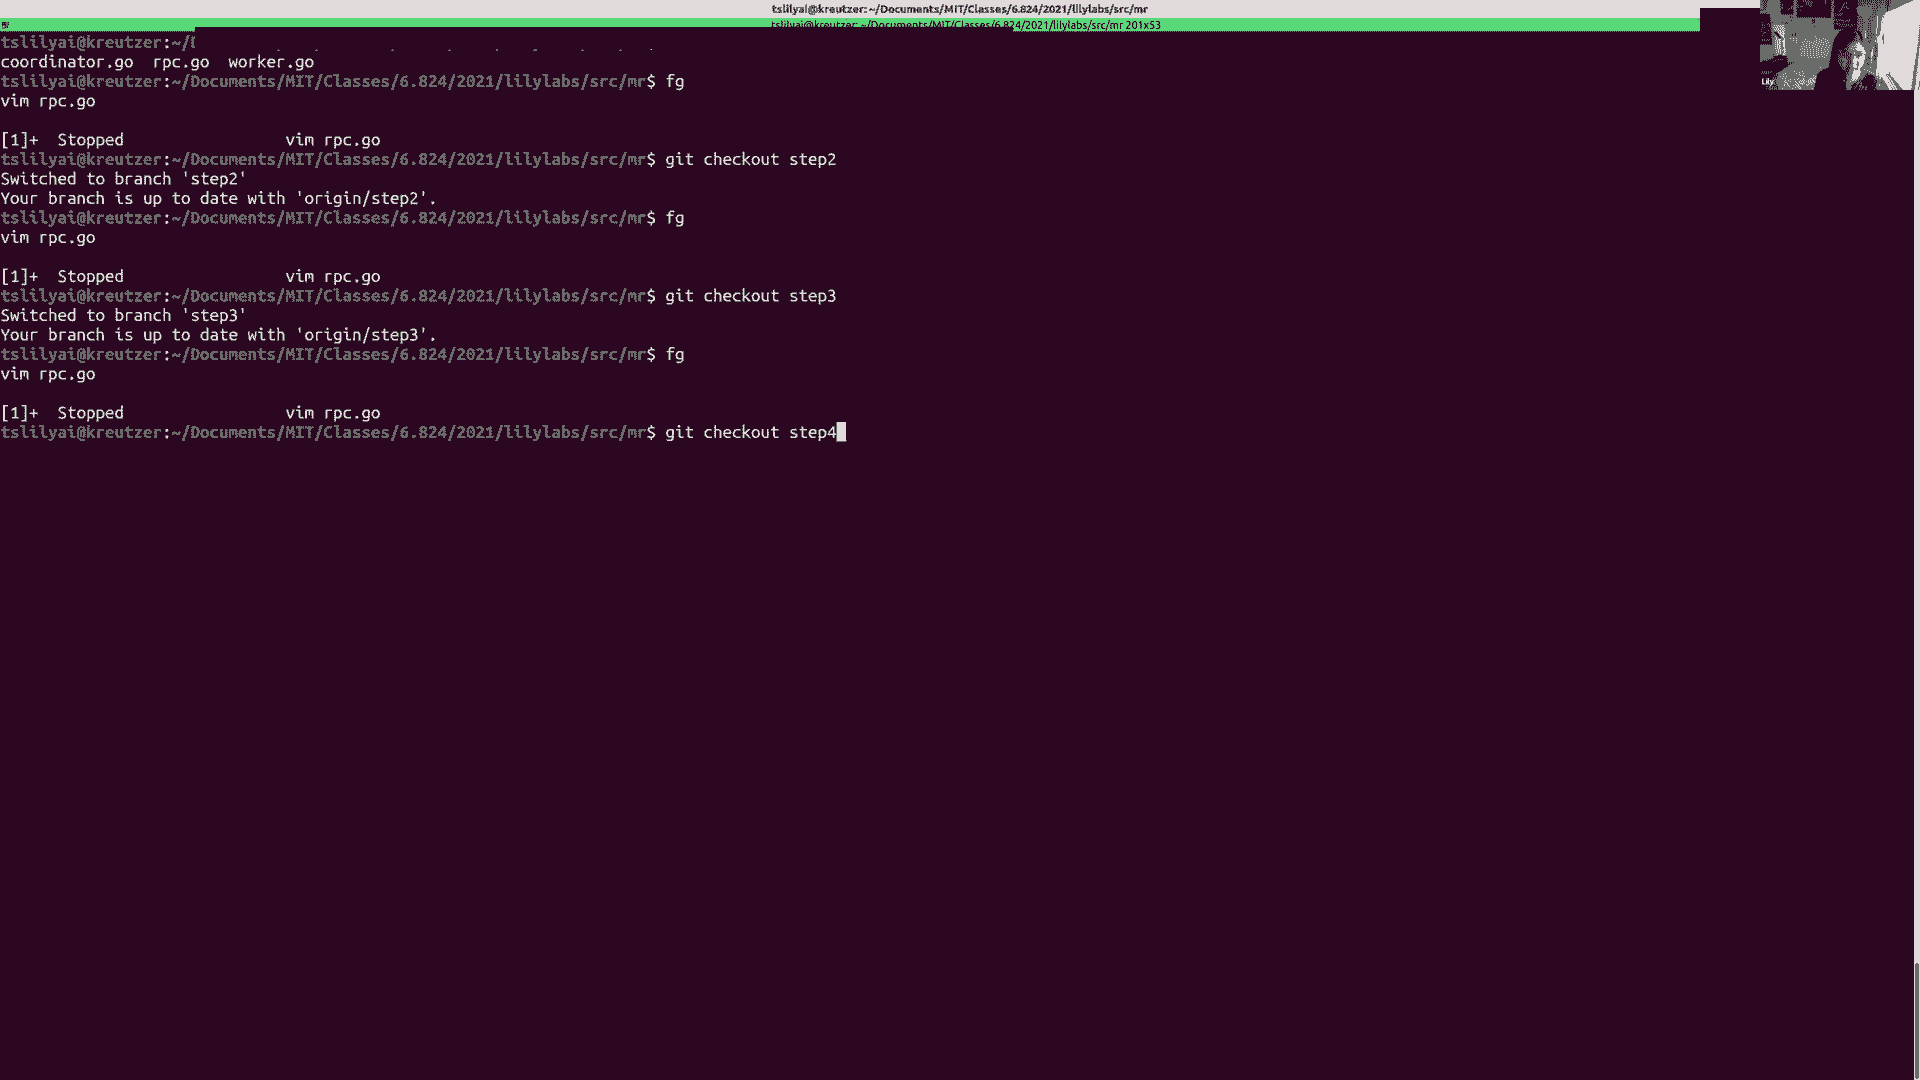 tslilyai@kreutzer: ~/Documents/MIT/Classes/6.824/2021/lilylabs/src/mr
tslilyai@kreutzer: ~/Documents/MIT/Classes/6.824/2021/lilylabs/src/mr 201x53
tslilyai@kreutzer:~/
coordinator.go rpc.go worker.go
tslilyai@kreutzer:~/Documents/MIT/Classes/6.824/2021/lilylabs/src/mr$ fg
vim rpc.go
[1]+ Stopped vim rpc.go
tslilyai@kreutzer:~/Documents/MIT/Classes/6.824/2021/lilylabs/src/mr$ git checkout step2
Switched to branch 'step2'
Your branch is up to date with 'origin/step2'.
tslilyai@kreutzer:~/Documents/MIT/Classes/6.824/2021/lilylabs/src/mr$ fg
vim rpc.go
[1]+ Stopped vim rpc.go
tslilyai@kreutzer:~/Documents/MIT/Classes/6.824/2021/lilylabs/src/mr$ git checkout step3
Switched to branch 'step3'
Your branch is up to date with 'origin/step3'.
tslilyai@kreutzer:~/Documents/MIT/Classes/6.824/2021/lilylabs/src/mr$ fg
vim rpc.go
[1]+ Stopped vim rpc.go
tslilyai@kreutzer:~/Documents/MIT/Classes/6.824/2021/lilylabs/src/mr$ git checkout step4
Lily